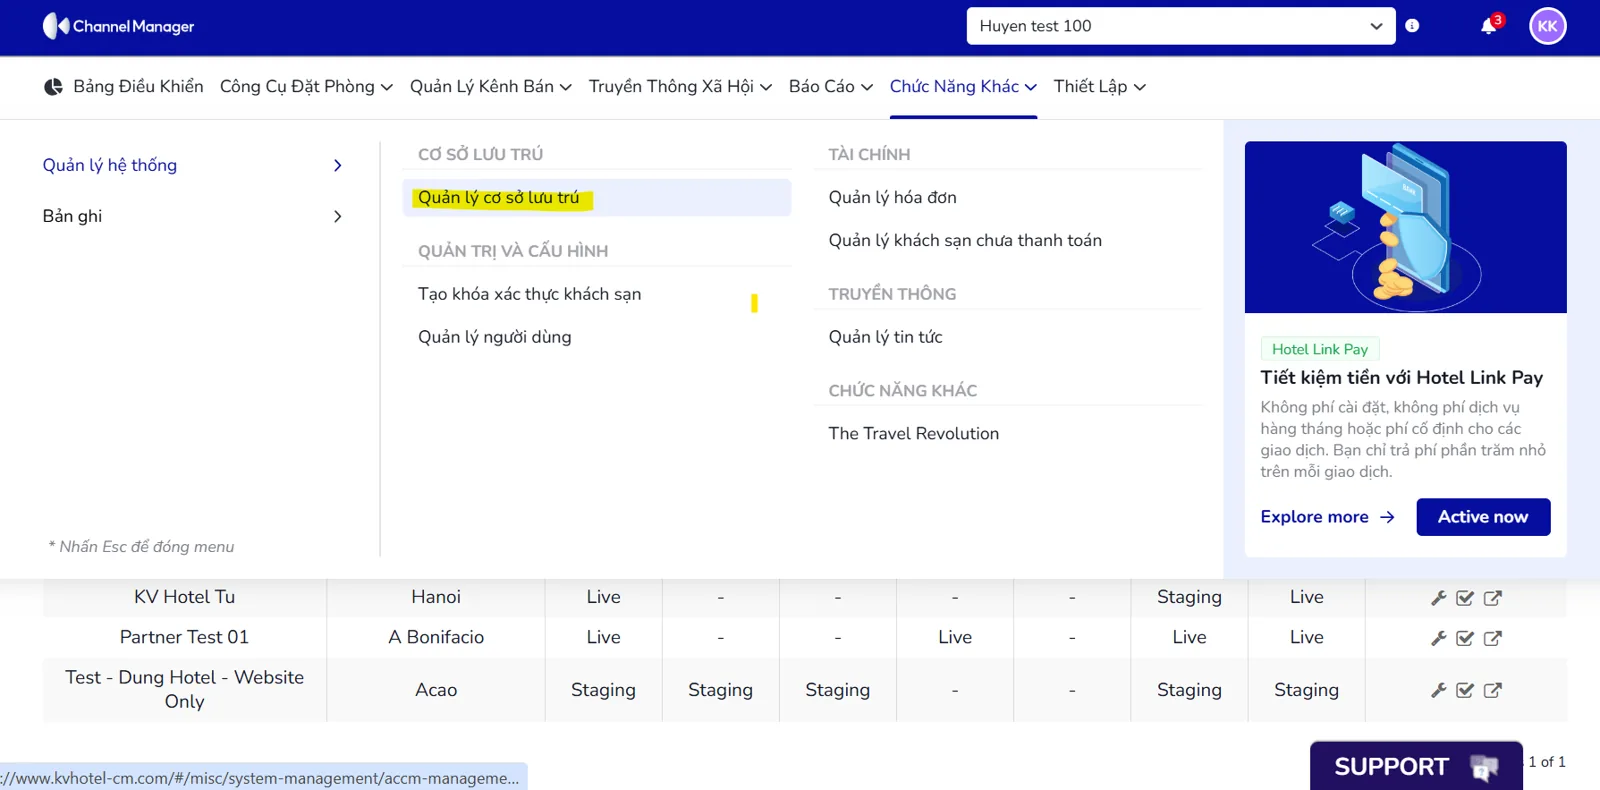 Channel Manager
Huyen test 100
3
KK
Bảng Điều Khiển
Công Cụ Đặt Phòng
Quản Lý Kênh Bán
Truyền Thông Xã Hội
Báo Cáo
Chức Năng Khác
Thiết Lập
Quản lý hệ thống
Bản ghi
* Nhấn Esc để đóng menu
CƠ SỞ LƯU TRÚ
Quản lý cơ sở lưu trú
QUẢN TRỊ VÀ CẤU HÌNH
Tạo khóa xác thực khách sạn
Quản lý người dùng
TÀI CHÍNH
Quản lý hóa đơn
Quản lý khách sạn chưa thanh toán
TRUYỀN THÔNG
Quản lý tin tức
CHỨC NĂNG KHÁC
The Travel Revolution
BANK
Hotel Link Pay
Tiết kiệm tiền với Hotel Link Pay
Không phí cài đặt, không phí dịch vụ
hàng tháng hoặc phí cố định cho các
giao dịch. Bạn chỉ trả phí phần trăm nhỏ
trên mỗi giao dịch.
Explore more
Active now
KV Hotel Tu Hanoi Live - - - - Staging Live
Partner Test 01 A Bonifacio Live - - Live - Live Live
Test - Dung Hotel - Website
Only
Acao Staging Staging Staging - - Staging Staging
SUPPORT
1 of 1
://www.kvhotel-cm.com/#/misc/system-management/accm-manageme...